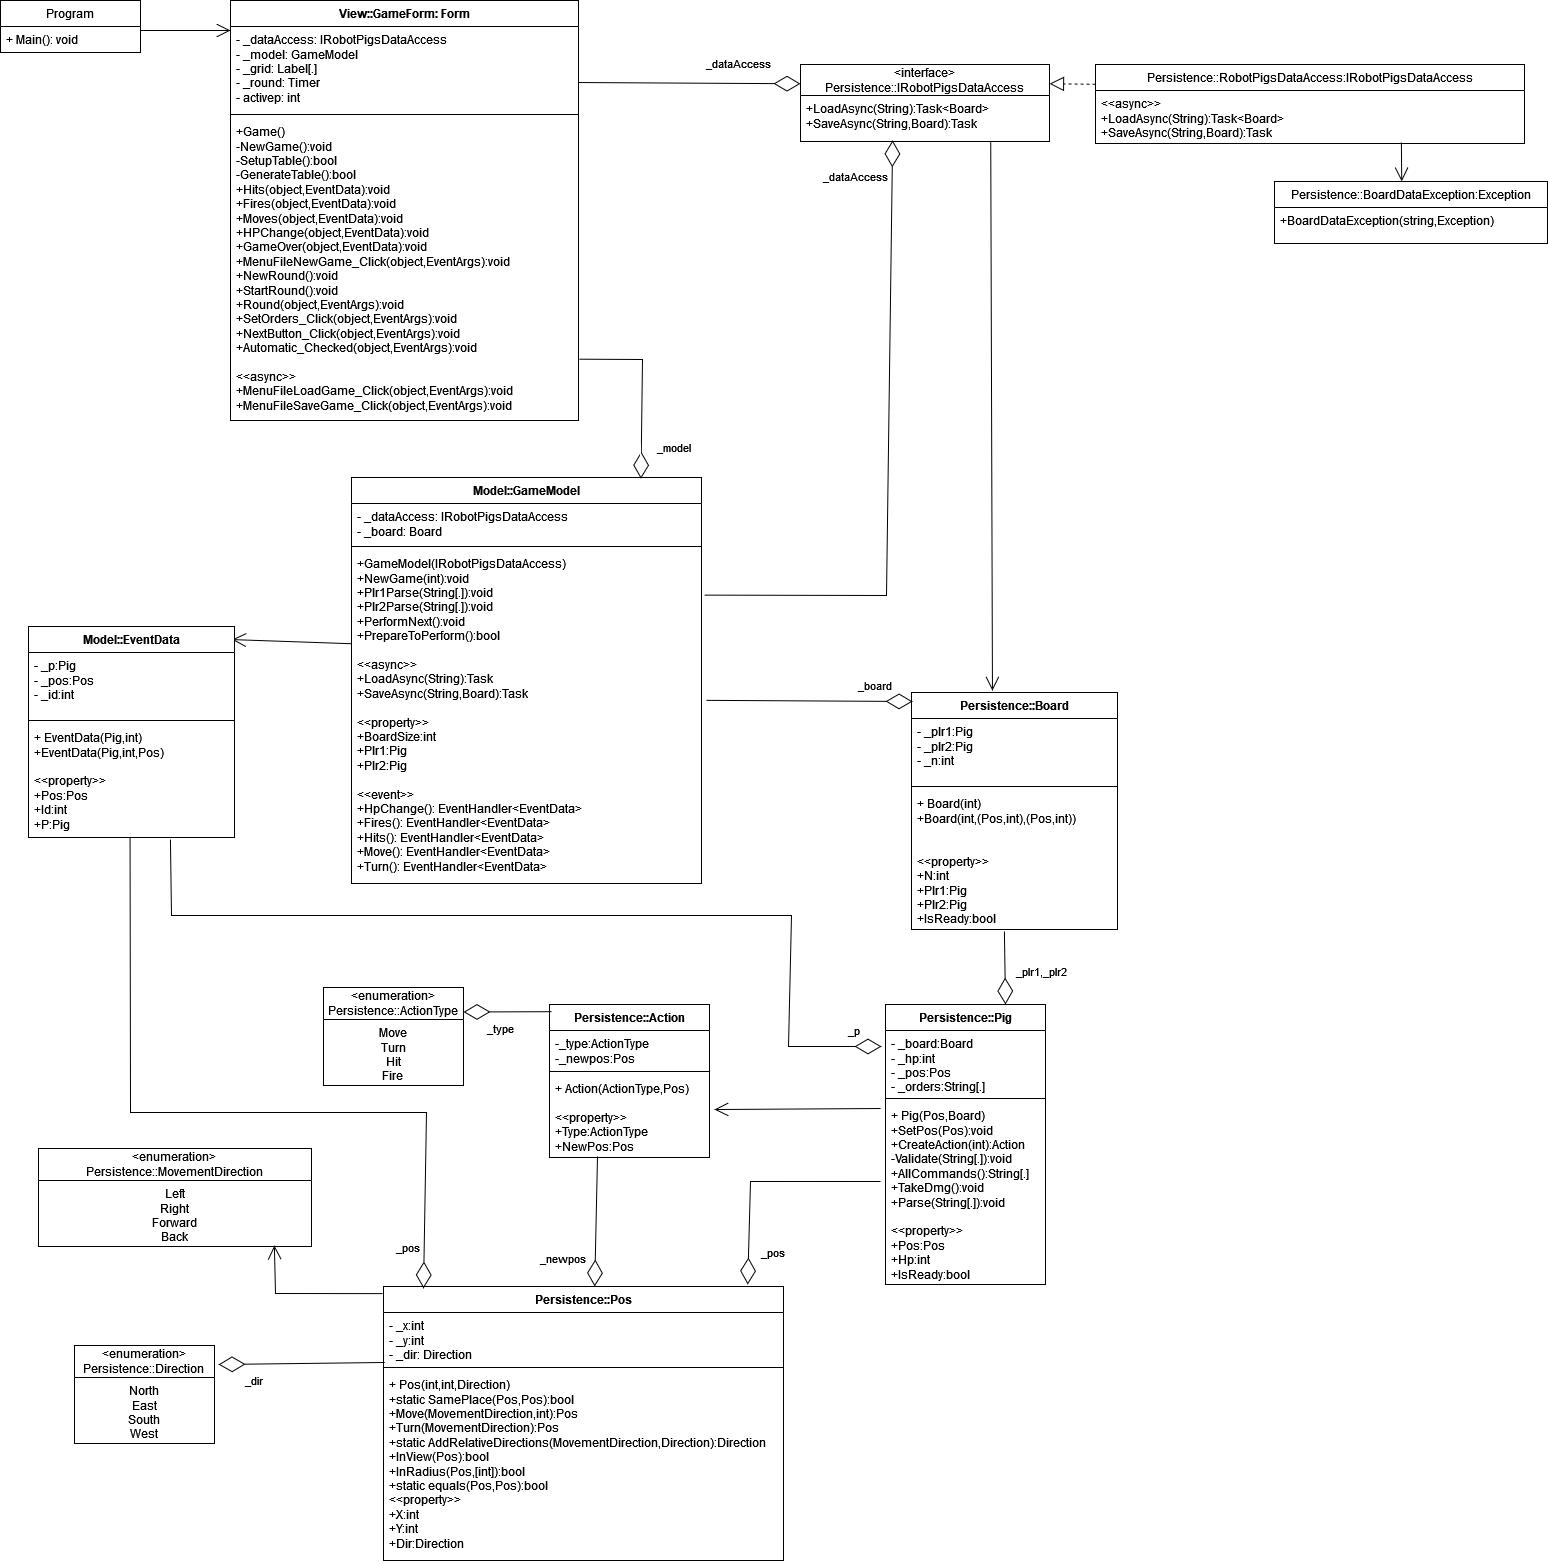 Program
+ Main(): void
View::GameForm: Form
- _dataAccess: IRobotPigsDataAccess
- _model: GameModel
- _grid: Label[.]
- _round: Timer
- activep: int
+Game()
-NewGame():void
-SetupTable():bool
-GenerateTable():bool
+Hits(object,EventData):void
+Fires(object,EventData):void
+Moves(object,EventData):void
+HPChange(object,EventData):void
+GameOver(object,EventData):void
+MenuFileNewGame_Click(object,EventArgs):void
+NewRound():void
+StartRound():void
+Round(object,EventArgs):void
+SetOrders_Click(object,EventArgs):void
+NextButton_Click(object,EventArgs):void
+Automatic_Checked(object,EventArgs):void
<<async>>
+MenuFileLoadGame_Click(object,EventArgs):void
+MenuFileSaveGame_Click(object,EventArgs):void
_dataAccess
<interface>
Persistence::IRobotPigsDataAccess
+LoadAsync(String):Task<Board>
+SaveAsync(String,Board):Task
Persistence::RobotPigsDataAccess:IRobotPigsDataAccess
<<async>>
+LoadAsync(String):Task<Board>
+SaveAsync(String,Board):Task
_dataAccess
Persistence::BoardDataException:Exception
+BoardDataException(string,Exception)
_model
Model::GameModel
- _dataAccess: IRobotPigsDataAccess
- _board: Board
+GameModel(IRobotPigsDataAccess)
+NewGame(int):void
+Plr1Parse(String[.]):void
+Plr2Parse(String[.]):void
+PerformNext():void
+PrepareToPerform():bool
<<async>>
+LoadAsync(String):Task
+SaveAsync(String,Board):Task
<<property>>
+BoardSize:int
+Plr1:Pig
+Plr2:Pig
<<event>>
+HpChange(): EventHandler<EventData>
+Fires(): EventHandler<EventData>
+Hits(): EventHandler<EventData>
+Move(): EventHandler<EventData>
+Turn(): EventHandler<EventData>
Model::EventData
- _p:Pig
- _pos:Pos
- _id:int
+ EventData(Pig,int)
+EventData(Pig,int,Pos)
<<property>>
+Pos:Pos
+Id:int
+P:Pig
_board
Persistence::Board
- _plr1:Pig
- _plr2:Pig
- _n:int
+ Board(int)
+Board(int,(Pos,int),(Pos,int))
<<property>>
+N:int
+Plr1:Pig
+Plr2:Pig
+IsReady:bool
_plr1,_plr2
<enumeration>
Persistence::ActionType
Move
Turn
Hit
Fire
_type
Persistence::Action
-_type:ActionType
-_newpos:Pos
+ Action(ActionType,Pos)
<<property>>
+Type:ActionType
+NewPos:Pos
_p
Persistence::Pig
- _board:Board
- _hp:int
- _pos:Pos
- _orders:String[.]
+ Pig(Pos,Board)
+SetPos(Pos):void
+CreateAction(int):Action
-Validate(String[.]):void
+AllCommands():String[.]
+TakeDmg():void
+Parse(String[.]):void
<<property>>
+Pos:Pos
+Hp:int
+IsReady:bool
<enumeration>
Persistence::MovementDirection
Left
Right
Forward
Back
_pos
_newpos
_pos
Persistence::Pos
- _x:int
- _y:int
- _dir: Direction
+ Pos(int,int,Direction)
+static SamePlace(Pos,Pos):bool
+Move(MovementDirection,int):Pos
+Turn(MovementDirection):Pos
+static AddRelativeDirections(MovementDirection,Direction):Direction
+InView(Pos):bool
+InRadius(Pos,[int]):bool
+static equals(Pos,Pos):bool
<<property>>
+X:int
+Y:int
+Dir:Direction
<enumeration>
Persistence::Direction
North
East
South
West
_dir